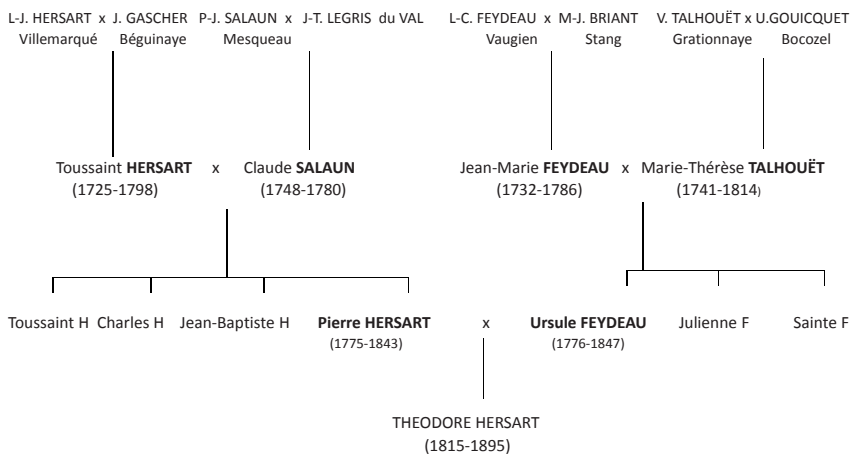 L-J. HERSART x J. GASCHER P-J. SALAUN x J-T. LEGRIS du VAL L-C. FEYDEAU x M-J. BRIANT V. TALHOUËT x U.GOUICQUET
Villemarqué Béguinaye Mesqueau Vaugien Stang Grationnaye Bocozel
Toussaint HERSART x Claude SALAUN Jean-Marie FEYDEAU x Marie-Thérèse TALHOUËT
(1725-1798) (1748-1780) (1732-1786) (1741-1814)
Toussaint H Charles H Jean-Baptiste H Pierre HERSART x Ursule FEYDEAU Julienne F Sainte F
(1775-1843) (1776-1847)
THEODORE HERSART
(1815-1895)